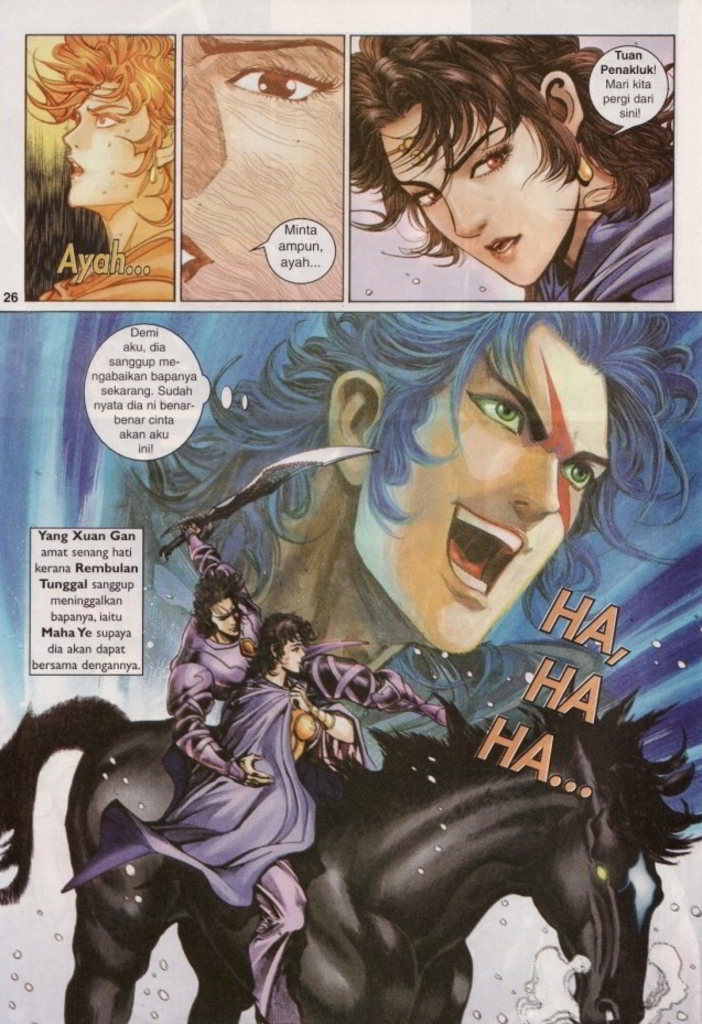 Ayah...
Minta
ampun,
ayah...
Tuan
Penakluk!
Mari kita
pergi dari
sini!
26
Demi
aku, dia
sanggup me-
ngabaikan bapanya
sekarang. Sudah
nyata dia ni benar-
benar cinta
akan aku
ini!
Yang Xuan Gan
amat senang hati
kerana Rembulan
Tunggal sanggup
meninggalkan
bapanya, iaitu
Maha Ye supaya
dia akan dapat
bersama dengannya.
HA,
HA
HA...